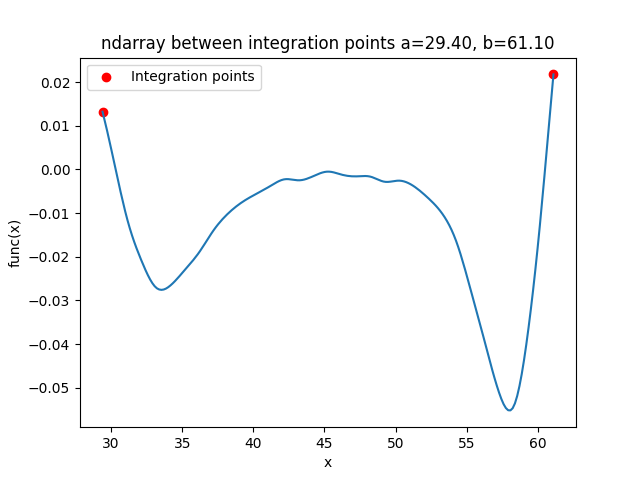 ndarray between integration points a=29.40, b=61.10
Integration points
0.02
0.01
0.00
−0.01
−0.02
−0.03
−0.04
−0.05
func(x)
30 35 40 45 50 55 60
x